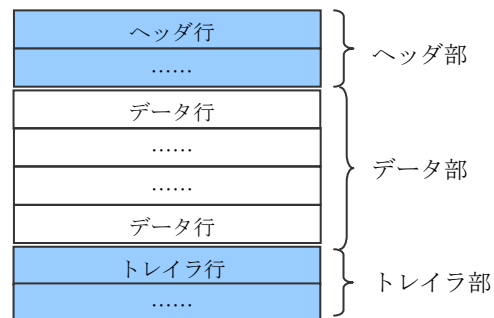 ヘッダ行
……
ヘッダ部
データ行
……
……
データ行
データ部
トレイラ行
……
トレイラ部